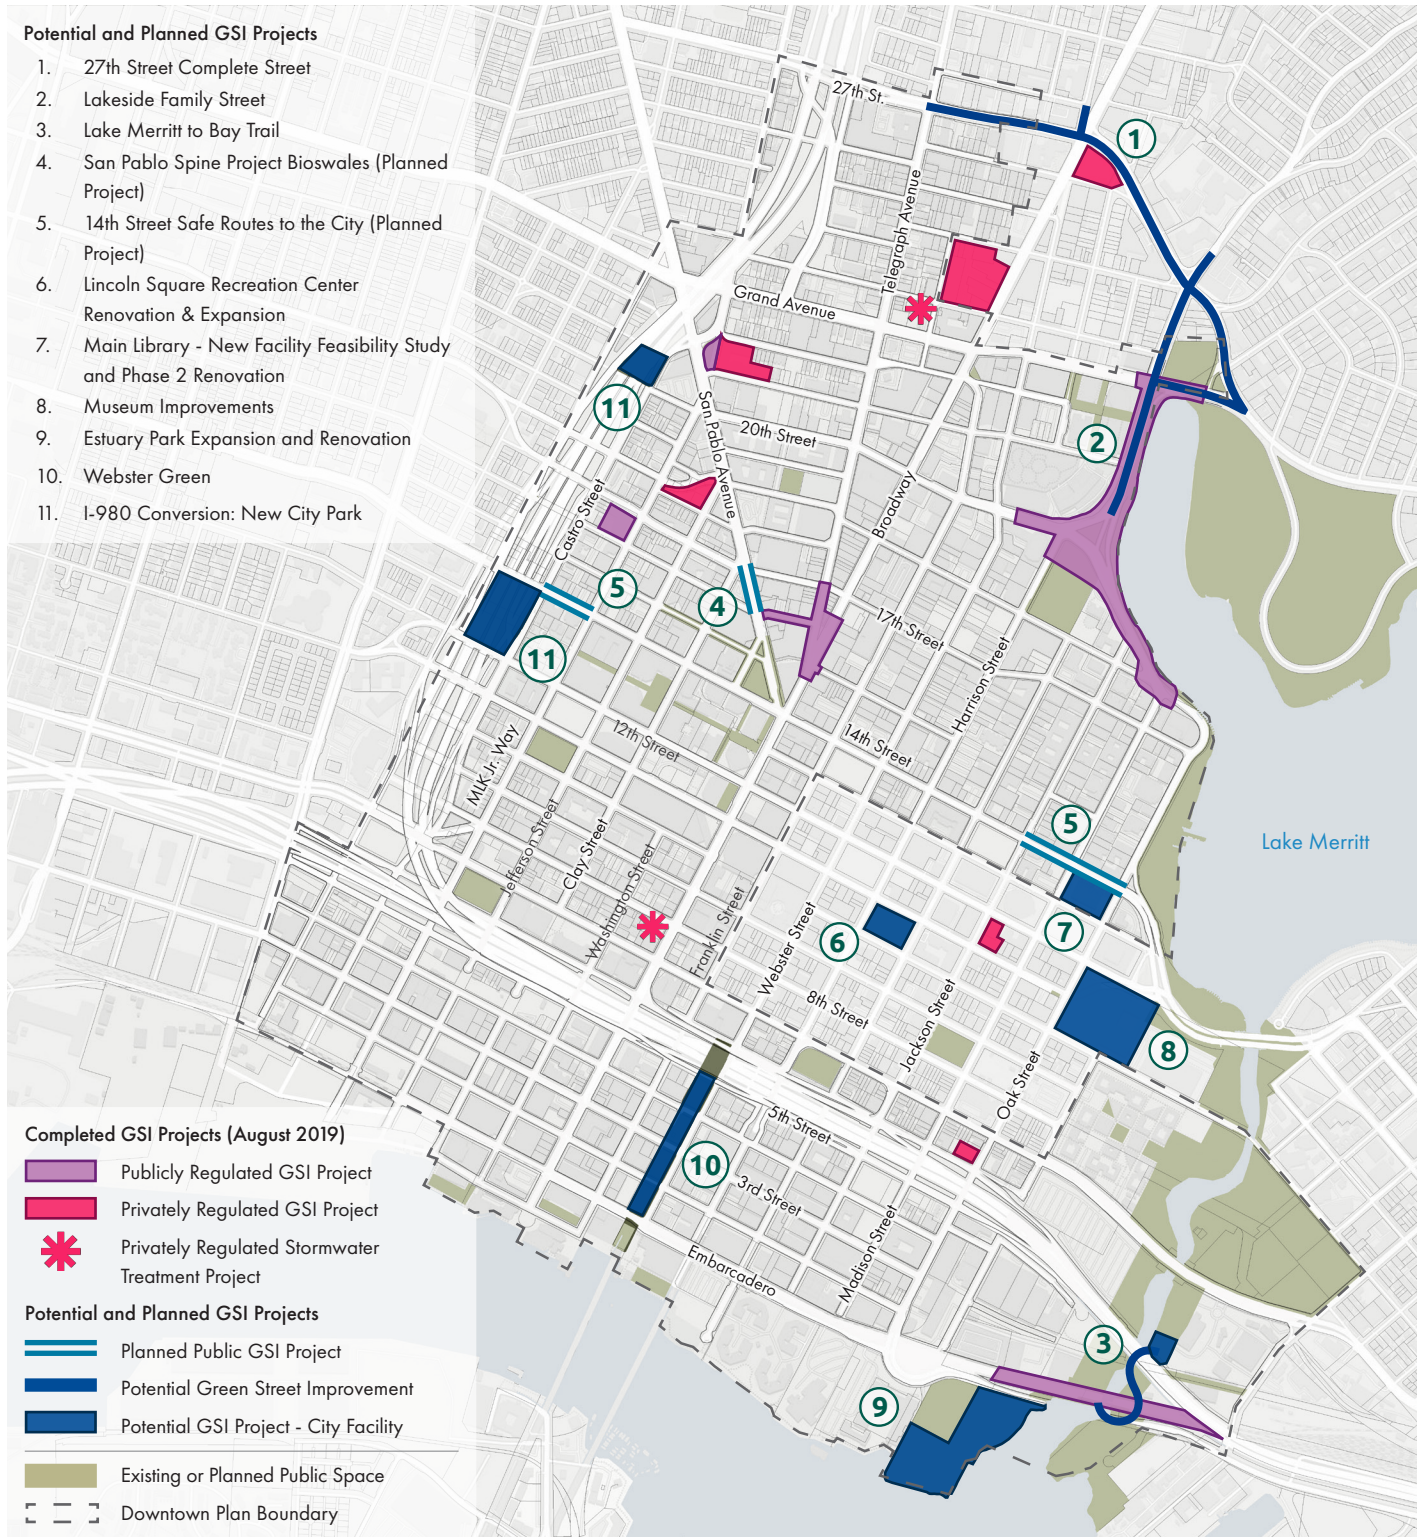 Potential and Planned GSI Projects
1. 27th Street Complete Street
2. Lakeside Family Street
3. Lake Merritt to Bay Trail
4. San Pablo Spine Project Bioswales (Planned
Project)
5. 14th Street Safe Routes to the City (Planned
Project)
6. Lincoln Square Recreation Center
Renovation & Expansion
7. Main Library - New Facility Feasibility Study
and Phase 2 Renovation
8. Museum Improvements
9. Estuary Park Expansion and Renovation
10. Webster Green
11. I-980 Conversion: New City Park
27th St.
1
Telegraph Avenue
Grand Avenue
11
San Pablo Avenue
20th Street
2
Broadway
Castro Street
5
4
17th Street
11
Harrison Street
12th Street
14th Street
MLK Jr. Way
Jefferson Street
Clay Street
Washington Street
Franklin Street
5
Lake Merritt
Webster Street
6
7
8th Street
Jackson Street
8
Oak Street
5th Street
10
3rd Street
Madison Street
Embarcadero
3
9
Completed GSI Projects (August 2019)
Publicly Regulated GSI Project
Privately Regulated GSI Project
Privately Regulated Stormwater
Treatment Project
Potential and Planned GSI Projects
Planned Public GSI Project
Potential Green Street Improvement
Potential GSI Project - City Facility
Existing or Planned Public Space
Downtown Plan Boundary